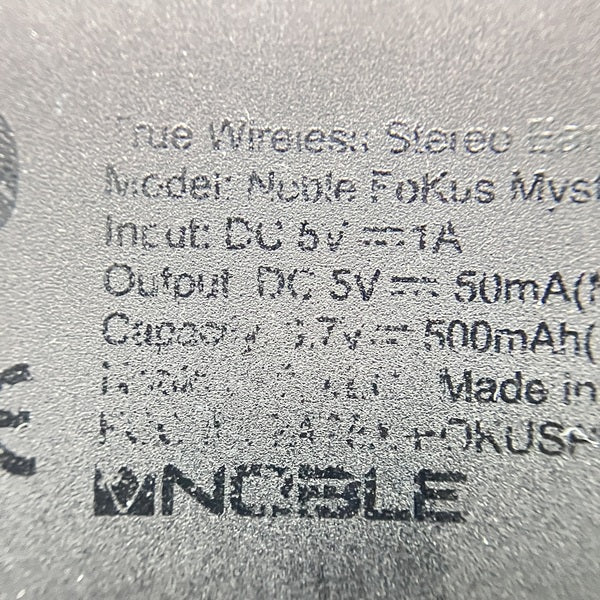 True Wireless Stereo Ear
Model: Noble FoKus Myst
Input: DC 5V ⎓ 1A
Output DC 5V ⎓ 50mA(
Capacity 3.7v ⎓ 500mAh(
Made in
FOKUS
NOBLE